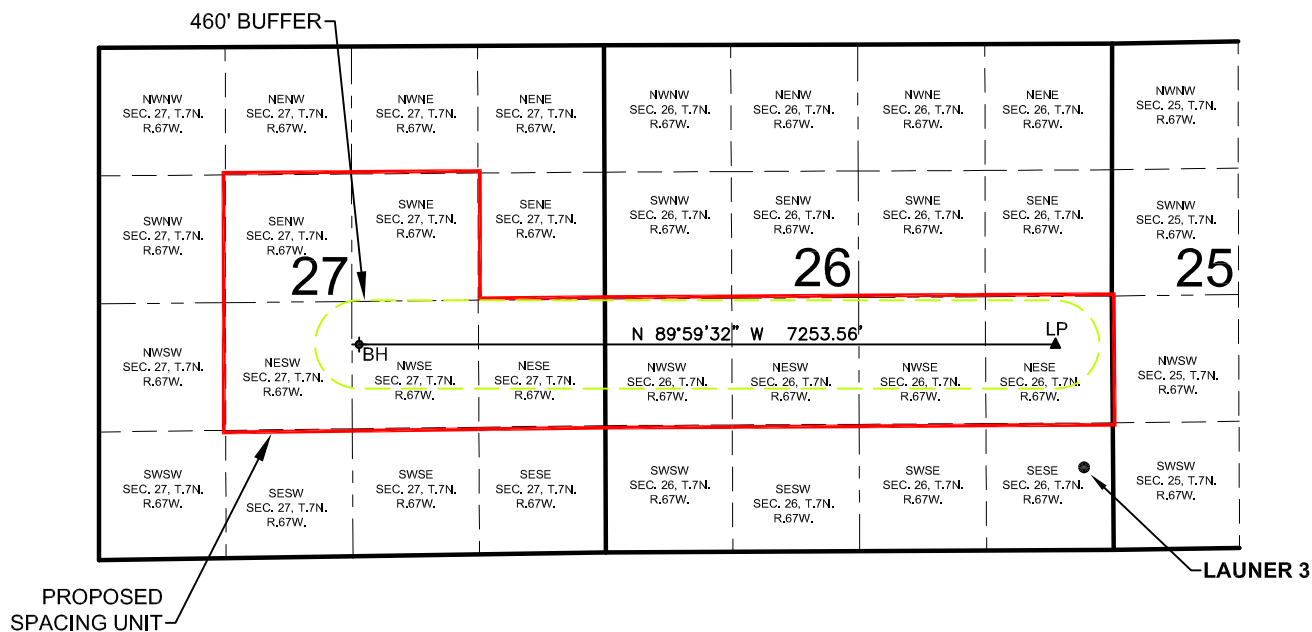 460' BUFFER
NWNW
SEC. 27, T.7N.
R.67W.
NENW
SEC. 27, T.7N.
R.67W.
NWNE
SEC. 27, T.7N.
R.67W.
NENE
SEC. 27, T.7N.
R.67W.
NWNW
SEC. 26, T.7N.
R.67W.
NENW
SEC. 26, T.7N.
R.67W.
NWNE
SEC. 26, T.7N.
R.67W.
NENE
SEC. 26, T.7N.
R.67W.
NWNW
SEC. 25, T.7N.
R.67W.
SWNW
SEC. 27, T.7N.
R.67W.
SENW
SEC. 27, T.7N.
R.67W.
SWNE
SEC. 27, T.7N.
R.67W.
SENE
SEC. 27, T.7N.
R.67W.
SWNW
SEC. 26, T.7N.
R.67W.
SENW
SEC. 26, T.7N.
R.67W.
SWNE
SEC. 26, T.7N.
R.67W.
SENE
SEC. 26, T.7N.
R.67W.
SWNW
SEC. 25, T.7N.
R.67W.
27
26
25
N 89°59'32" W 7253.56'
LP
BH
NWSW
SEC. 27, T.7N.
R.67W.
NESW
SEC. 27, T.7N.
R.67W.
NWSE
SEC. 27, T.7N.
R.67W.
NESE
SEC. 27, T.7N.
R.67W.
NWSW
SEC. 26, T.7N.
R.67W.
NESW
SEC. 26, T.7N.
R.67W.
NWSE
SEC. 26, T.7N.
R.67W.
NESE
SEC. 26, T.7N.
R.67W.
NWSW
SEC. 25, T.7N.
R.67W.
SWSW
SEC. 27, T.7N.
R.67W.
SESW
SEC. 27, T.7N.
R.67W.
SWSE
SEC. 27, T.7N.
R.67W.
SESE
SEC. 27, T.7N.
R.67W.
SWSW
SEC. 26, T.7N.
R.67W.
SESW
SEC. 26, T.7N.
R.67W.
SWSE
SEC. 26, T.7N.
R.67W.
SESE
SEC. 26, T.7N.
R.67W.
SWSW
SEC. 25, T.7N.
R.67W.
LAUNER 3
PROPOSED
SPACING UNIT